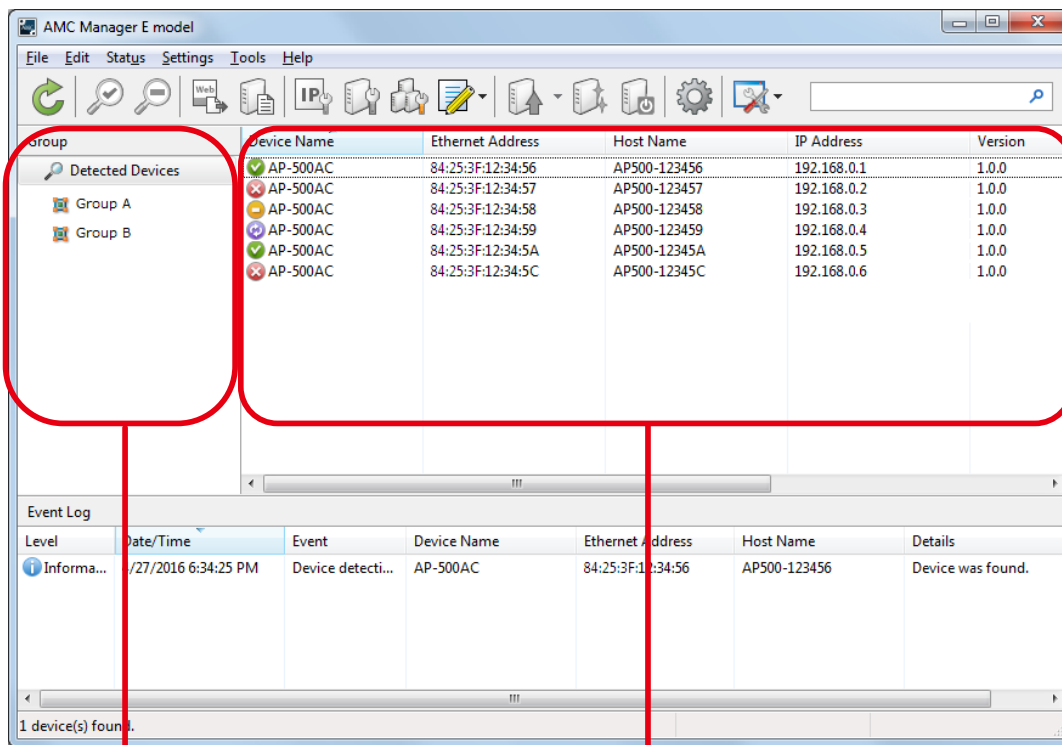 AMC Manager E model
File Edit Status Settings Tools Help
Web
IP
Group
Device Name Ethernet Address Host Name IP Address Version
Detected Devices
Group A
Group B
AP-500AC 84:25:3F:12:34:56 AP500-123456 192.168.0.1 1.0.0
AP-500AC 84:25:3F:12:34:57 AP500-123457 192.168.0.2 1.0.0
AP-500AC 84:25:3F:12:34:58 AP500-123458 192.168.0.3 1.0.0
AP-500AC 84:25:3F:12:34:59 AP500-123459 192.168.0.4 1.0.0
AP-500AC 84:25:3F:12:34:5A AP500-12345A 192.168.0.5 1.0.0
AP-500AC 84:25:3F:12:34:5C AP500-12345C 192.168.0.6 1.0.0
Event Log
Level Date/Time Event Device Name Ethernet Address Host Name Details
Informa... /27/2016 6:34:25 PM Device detecti... AP-500AC 84:25:3F:12:34:56 AP500-123456 Device was found.
1 device(s) found.